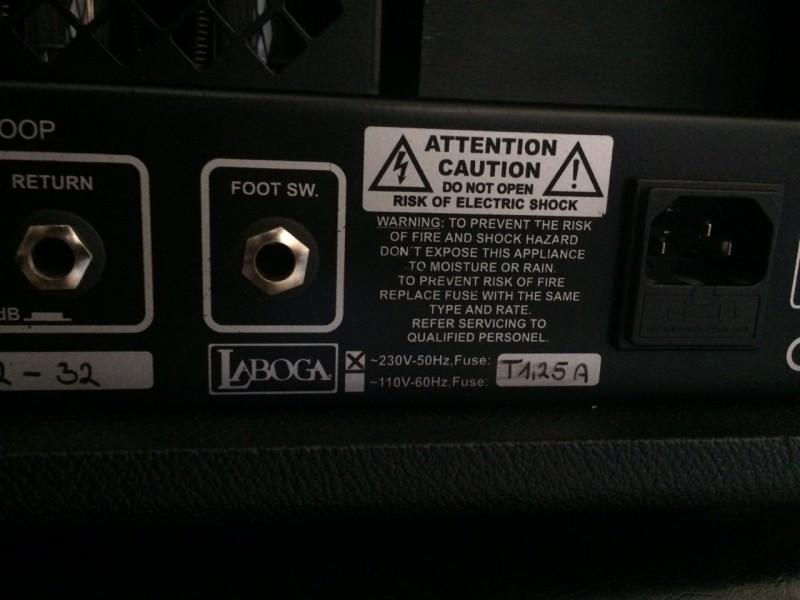 OOP
RETURN
dB
2-32
FOOT SW.
LABOGA
ATTENTION
CAUTION
DO NOT OPEN
RISK OF ELECTRIC SHOCK
WARNING: TO PREVENT THE RISK
OF FIRE AND SHOCK HAZARD
DON'T EXPOSE THIS APPLIANCE
TO MOISTURE OR RAIN.
TO PREVENT RISK OF FIRE
REPLACE FUSE WITH THE SAME
TYPE AND RATE.
REFER SERVICING TO
QUALIFIED PERSONEL.
~230V-50Hz,Fuse:
~110V-60Hz,Fuse:
T1,25A